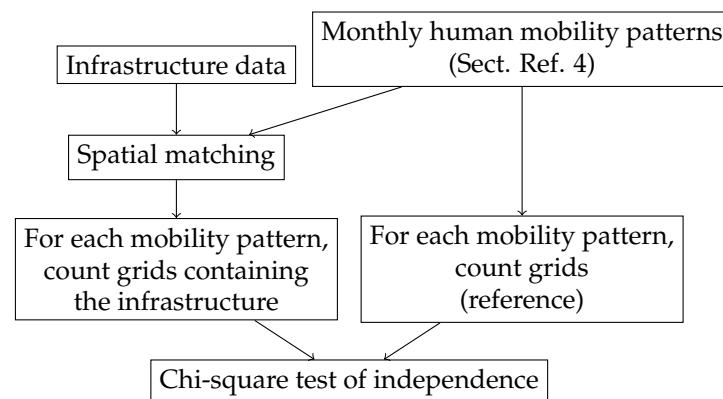 Infrastructure data
Monthly human mobility patterns
(Sect. Ref. 4)
Spatial matching
For each mobility pattern,
count grids containing
the infrastructure
For each mobility pattern,
count grids
(reference)
Chi-square test of independence